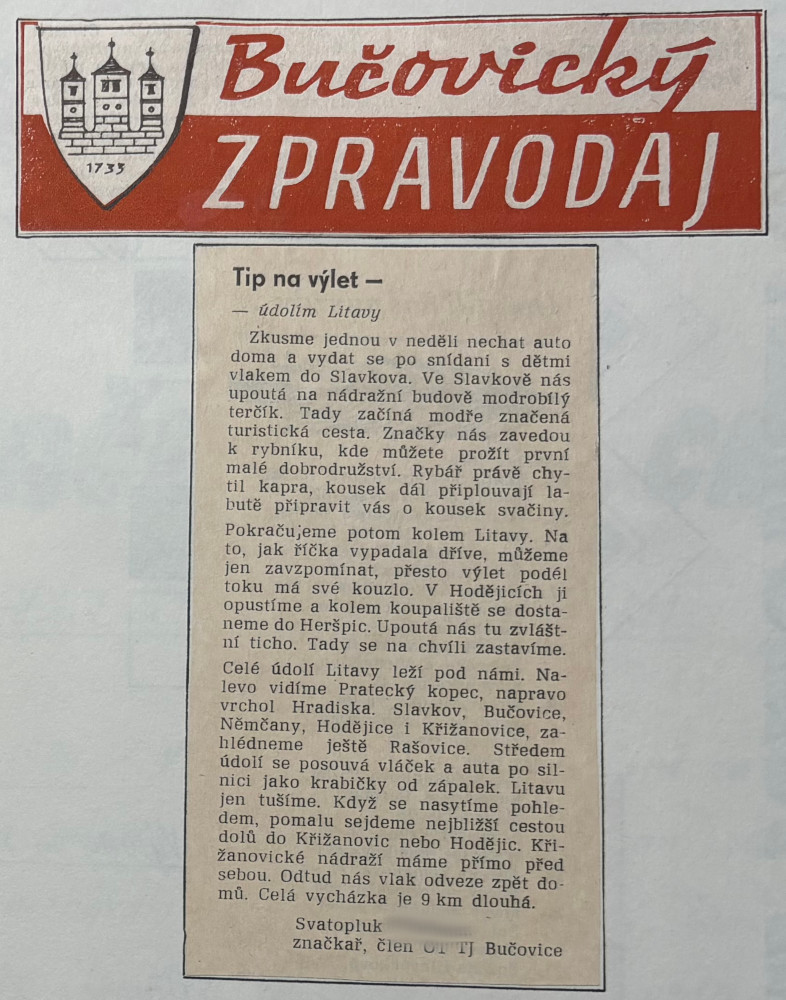 Bučovický
ZPRAVODAJ
1733
Tip na výlet —
— údolím Litavy
Zkusme jednou v neděli nechat auto
doma a vydat se po snídani s dětmi
vlakem do Slavkova. Ve Slavkově nás
upoutá na nádražní budově modrobílý
terčík. Tady začíná modře značená
turistická cesta. Značky nás zavedou
k rybníku, kde můžete prožít první
malé dobrodružství. Rybář právě chy-
til kapra, kousek dál připlouvají la-
butě připravit vás o kousek svačiny.
Pokračujeme potom kolem Litavy. Na
to, jak říčka vypadala dříve, můžeme
jen zavzpomínat, přesto výlet podél
toku má své kouzlo. V Hodějicích ji
opustíme a kolem koupaliště se dosta-
neme do Heršpic. Upoutá nás tu zvlášt-
ní ticho. Tady se na chvíli zastavíme.
Celé údolí Litavy leží pod námi. Na-
levo vidíme Pratecký kopec, napravo
vrchol Hradiska. Slavkov, Bučovice,
Němčany, Hodějice i Křižanovice, za-
hlédneme ještě Rašovice. Středem
údolí se posouvá vláček a auta po sil-
nici jako krabičky od zápalek. Litavu
jen tušíme. Když se nasytíme pohle-
dem, pomalu sejdeme nejbližší cestou
dolů do Křižanovic nebo Hodějic. Kři-
žanovické nádraží máme přímo před
sebou. Odtud nás vlak odveze zpět do-
mů. Celá vycházka je 9 km dlouhá.
Svatopluk
značkař, člen OT TJ Bučovice